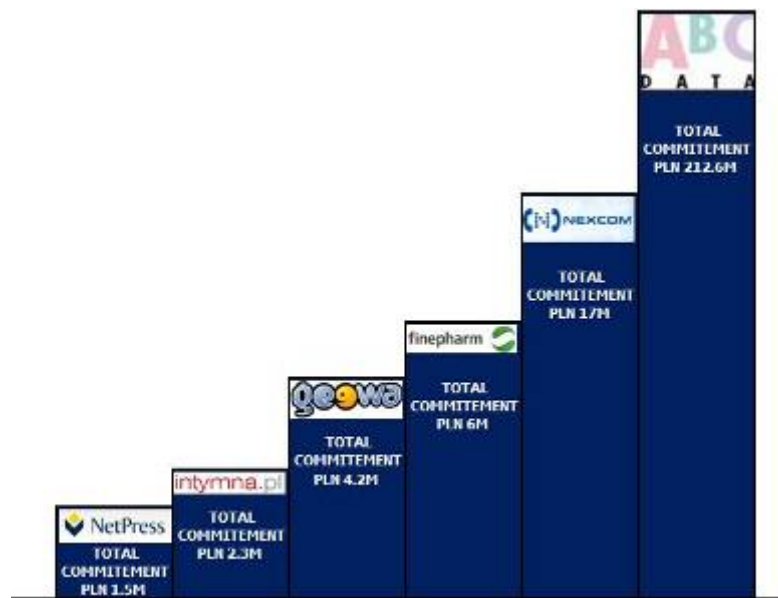 NetPress
TOTAL
COMMITEMENT
PLN 1.5M
intymna.pl
TOTAL
COMMITEMENT
PLN 2.3M
geewa
TOTAL
COMMITEMENT
PLN 4.2M
finepharm
TOTAL
COMMITEMENT
PLN 6M
NEXCOM
TOTAL
COMMITEMENT
PLN 17M
ABC
DATA
TOTAL
COMMITEMENT
PLN 212.6M